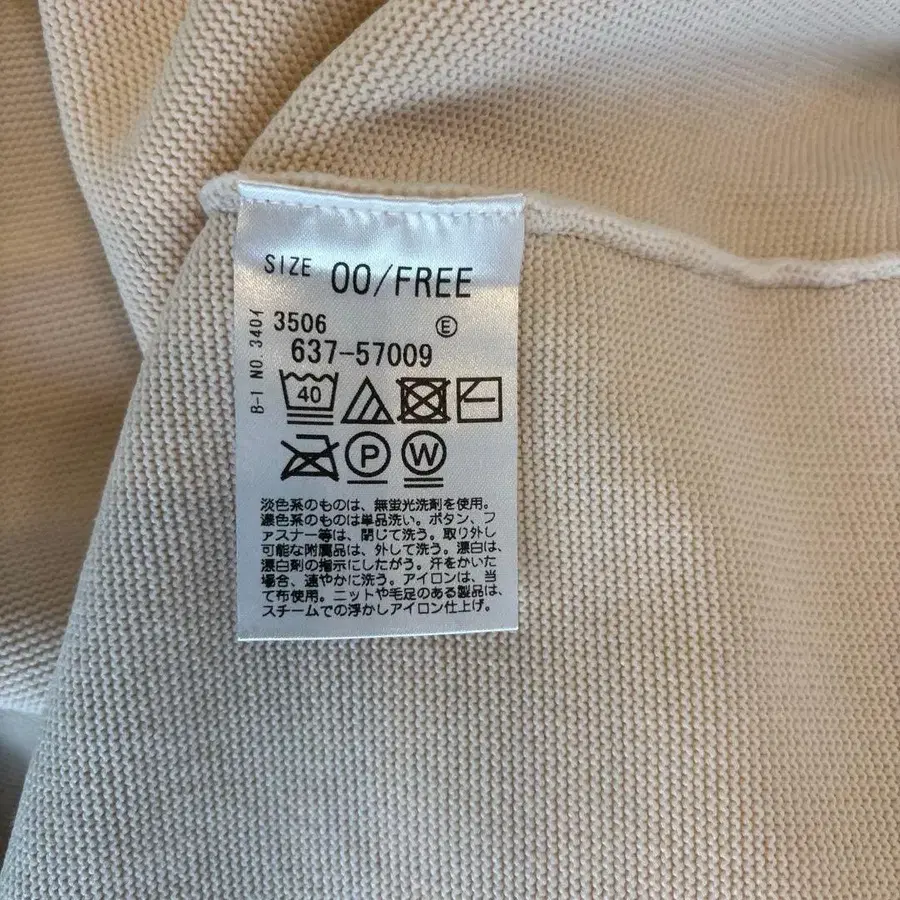 SIZE 00/FREE
B-1 NO. 3404
3506 Ⓔ
637-57009
40
P W
淡色系のものは、無蛍光洗剤を使用。
濃色系のものは単品洗い。ボタン、フ
ァスナー等は、閉じて洗う。取り外し
可能な附属品は、外して洗う。漂白は、
漂白剤の指示にしたがう。汗をかいた
場合、速やかに洗う。アイロンは、当
て布使用。ニットや毛足のある製品は、
スチームでの浮かしアイロン仕上げ。